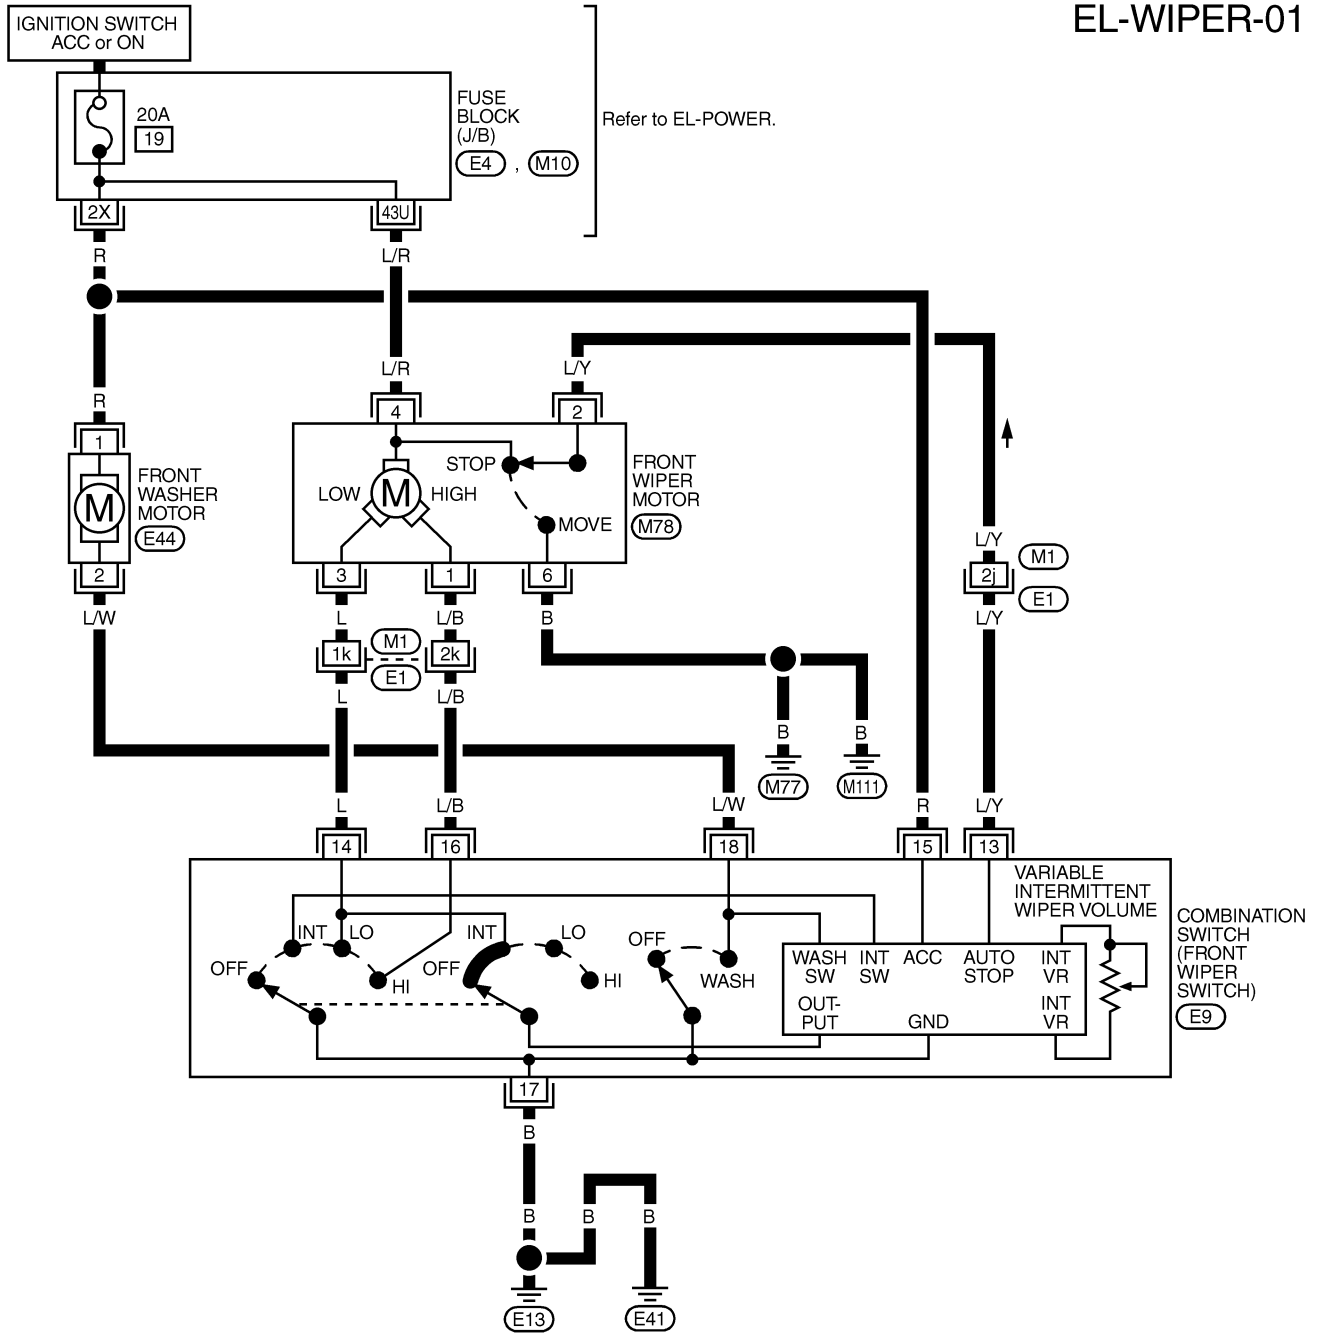 EL-WIPER-01
IGNITION SWITCH
ACC or ON
20A
19
FUSE
BLOCK
(J/B)
E4 , M10
Refer to EL-POWER.
2X
43U
R
L/R
L/R
L/Y
R
4
2
1
M
FRONT
WASHER
MOTOR
E44
2
L/W
STOP
LOW
M
HIGH
MOVE
FRONT
WIPER
MOTOR
M78
3
1
6
L
L/B
B
L/Y
M1
2j
E1
L/Y
1k
M1
E1
2k
L
L/B
B
B
M77
M111
L
L/B
L/W
R
L/Y
14
16
18
15
13
VARIABLE
INTERMITTENT
WIPER VOLUME
COMBINATION
SWITCH
(FRONT
WIPER
SWITCH)
E9
OFF
INT
LO
HI
OFF
INT
LO
HI
OFF
WASH
WASH
SW
INT
SW
ACC
AUTO
STOP
INT
VR
OUT-
PUT
GND
INT
VR
17
B
B
B
B
E13
E41